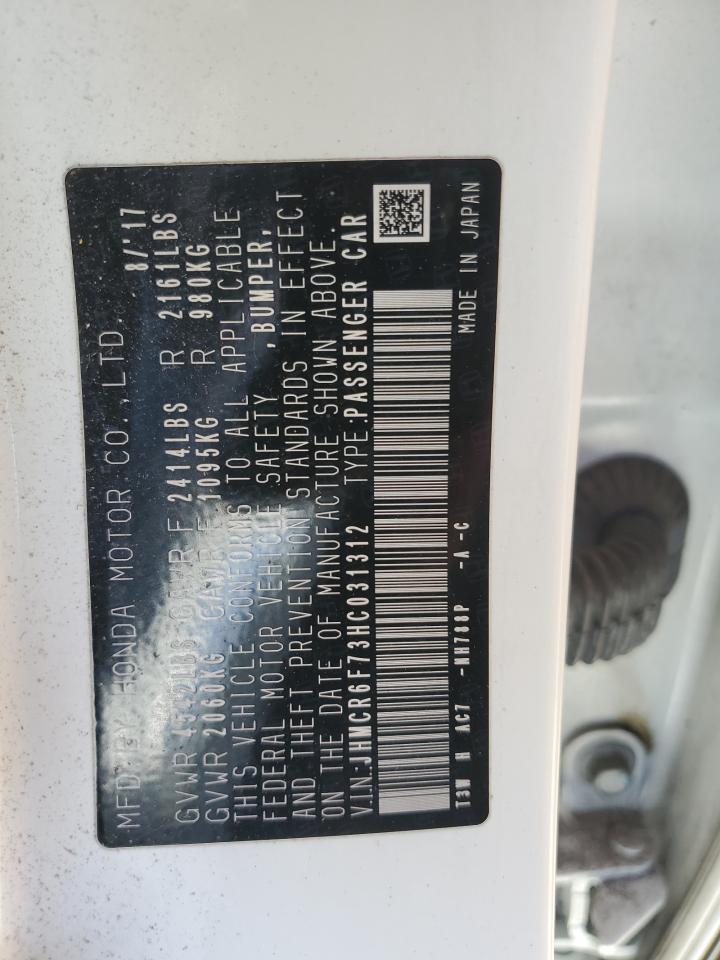 MFD. BY HONDA MOTOR CO.,LTD. 8/'17
GVWR 4542LBS GAWR F 2414LBS R 2161LBS
GVWR 2060KG GAWR F 1095KG R 980KG
THIS VEHICLE CONFORMS TO ALL APPLICABLE
FEDERAL MOTOR VEHICLE SAFETY ,BUMPER,
AND THEFT PREVENTION STANDARDS IN EFFECT
ON THE DATE OF MANUFACTURE SHOWN ABOVE.
V.I.N:JHMCR6F73HC031312 TYPE:PASSENGER CAR
T3W H AC7 -NH788P -A -C MADE IN JAPAN